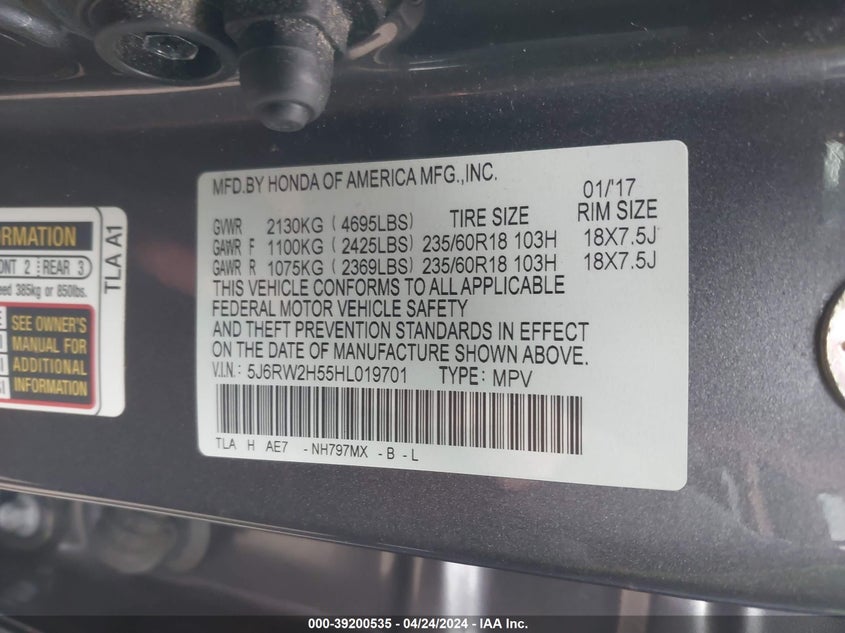 MFD.BY HONDA OF AMERICA MFG.,INC.
01/'17
GVWR 2130KG ( 4695LBS) TIRE SIZE RIM SIZE
GAWR F 1100KG ( 2425LBS) 235/60R18 103H 18X7.5J
GAWR R 1075KG ( 2369LBS) 235/60R18 103H 18X7.5J
THIS VEHICLE CONFORMS TO ALL APPLICABLE
FEDERAL MOTOR VEHICLE SAFETY
AND THEFT PREVENTION STANDARDS IN EFFECT
ON THE DATE OF MANUFACTURE SHOWN ABOVE.
V.I.N.: 5J6RW2H55HL019701 TYPE: MPV
TLA H AE7 -NH797MX -B -L
TLA A1
2 REAR 3
385kg or 850lbs.
SEE OWNER'S
MANUAL FOR
ADDITIONAL
INFORMATION
000-39200535 - 04/24/2024 - IAA Inc.